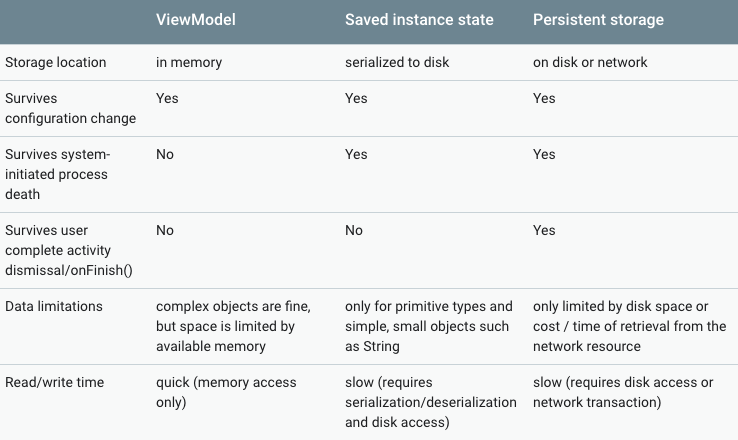 ViewModel Saved instance state Persistent storage
Storage location in memory serialized to disk on disk or network
Survives Yes Yes Yes
configuration change
Survives system- No Yes Yes
initiated process
death
Survives user No No Yes
complete activity
dismissal/onFinish()
Data limitations complex objects are fine, only for primitive types and only limited by disk space or
but space is limited by simple, small objects such cost / time of retrieval from the
available memory as String network resource
Read/write time quick (memory access slow (requires slow (requires disk access or
only) serialization/deserialization network transaction)
and disk access)